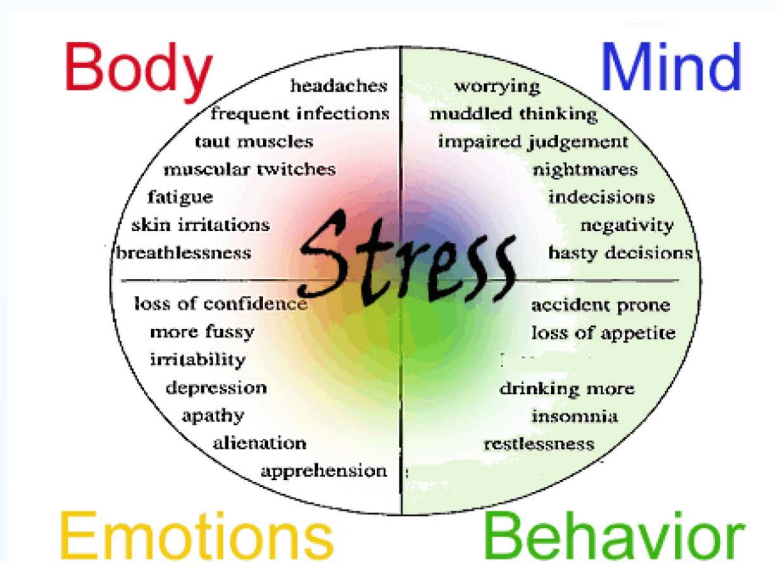 Body
Mind
headaches
frequent infections
taut muscles
muscular twitches
fatigue
skin irritations
breathlessness
worrying
muddled thinking
impaired judgement
nightmares
indecisions
negativity
hasty decisions
Stress
loss of confidence
more fussy
irritability
depression
apathy
alienation
apprehension
accident prone
loss of appetite
drinking more
insomnia
restlessness
Emotions
Behavior